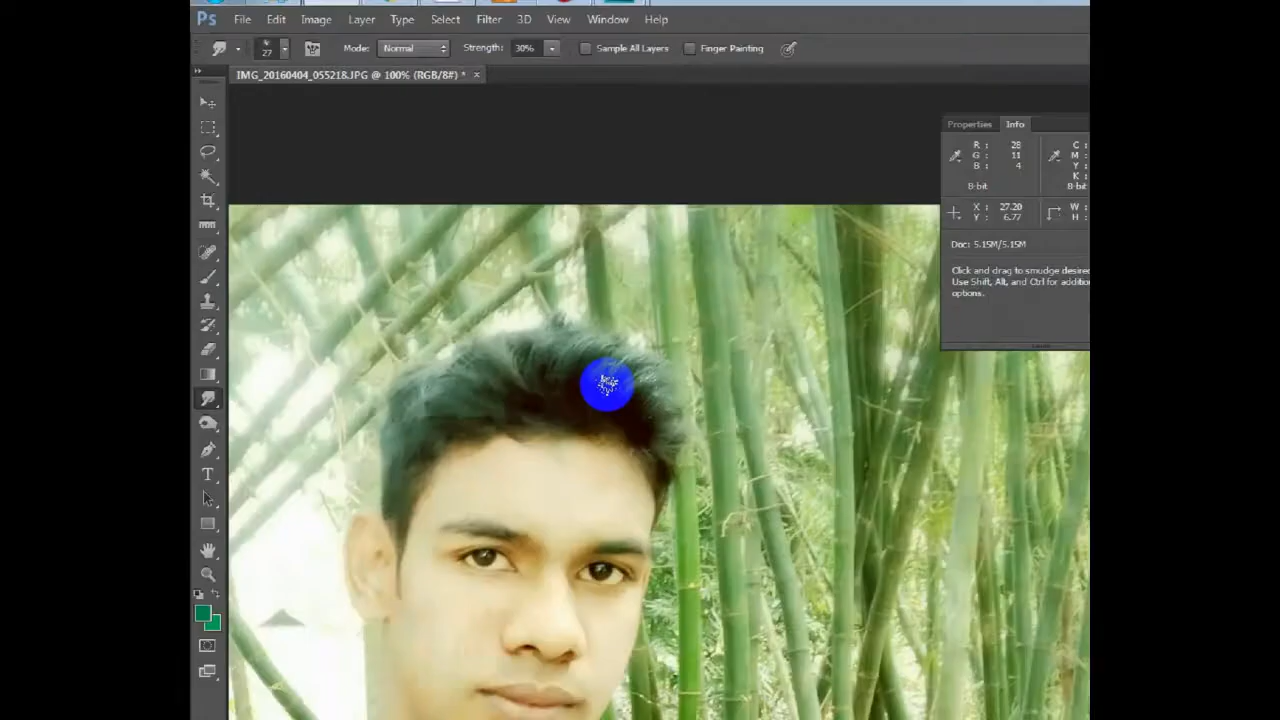 Ps File Edit Image Layer Type Select Filter 3D View Window Help
27 Mode: Normal Strength: 30% Sample All Layers Finger Painting
IMG_20160404_055218.JPG @ 100% (RGB/8#) * ×
Properties Info
R : 28 C :
G : 11 M :
B : 4 Y :
K :
8-bit 8-bit
X : 27.20 W :
Y : 6.77 H :
Doc: 5.15M/5.15M
Click and drag to smudge desired
Use Shift, Alt, and Ctrl for additio
options.
T